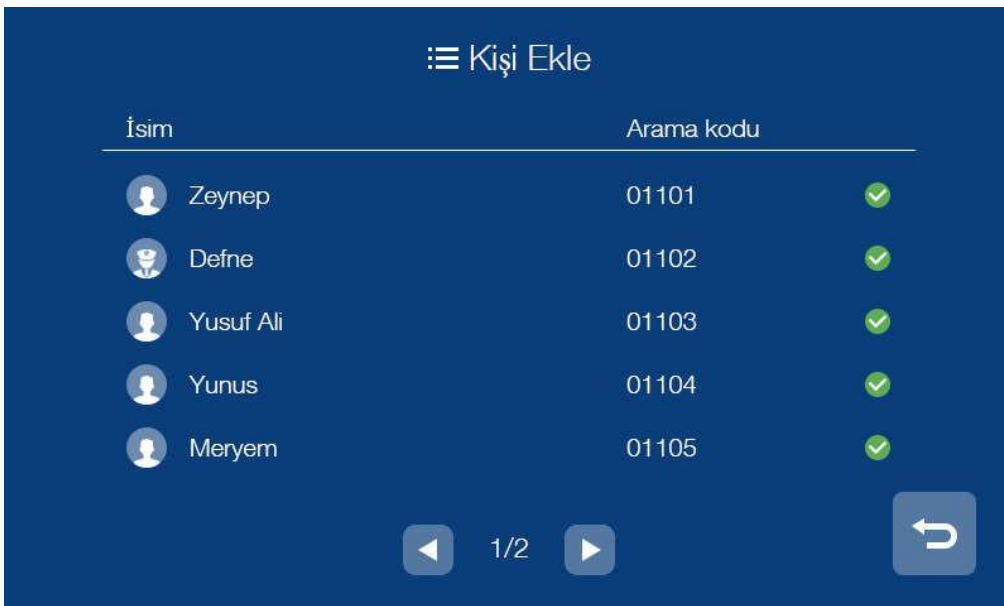 Kişi Ekle
İsim Arama kodu
Zeynep 01101
Defne 01102
Yusuf Ali 01103
Yunus 01104
Meryem 01105
1/2